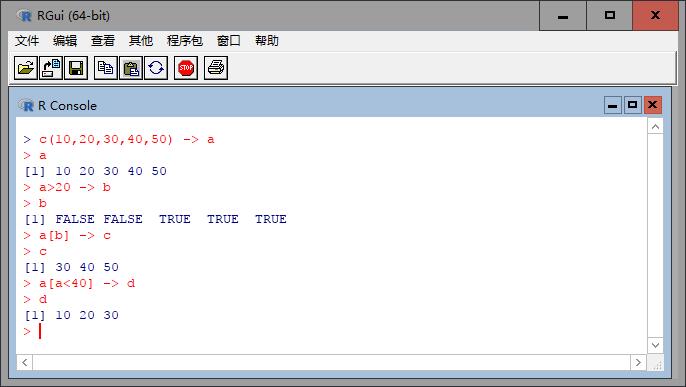 RGui (64-bit)
文件 编辑 查看 其他 程序包 窗口 帮助
STOP
R Console
> c(10,20,30,40,50) -> a
> a
[1] 10 20 30 40 50
> a>20 -> b
> b
[1] FALSE FALSE  TRUE  TRUE  TRUE
> a[b] -> c
> c
[1] 30 40 50
> a[a<40] -> d
> d
[1] 10 20 30
>